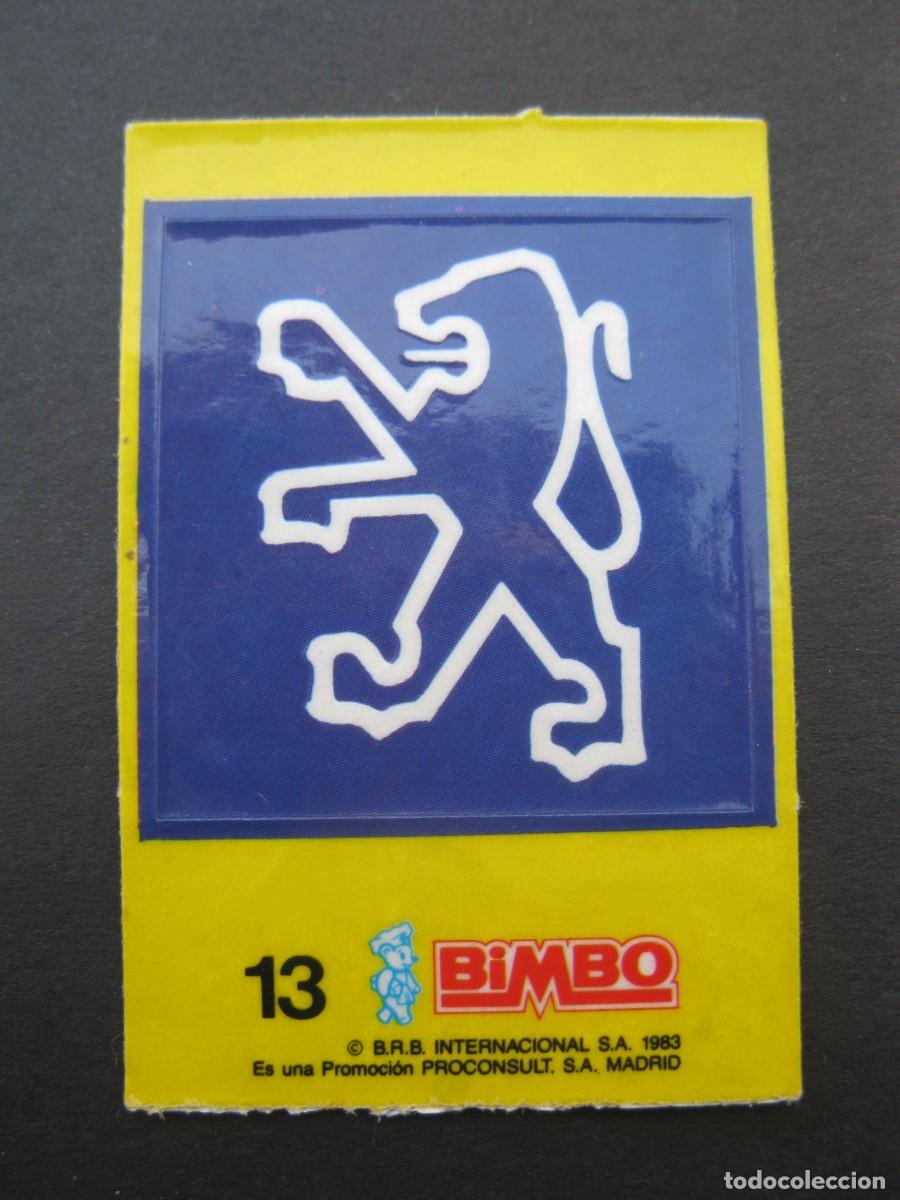 13 BiMBO
© B.R.B. INTERNACIONAL S.A. 1983
Es una Promoción PROCONSULT. S.A. MADRID
todocoleccion